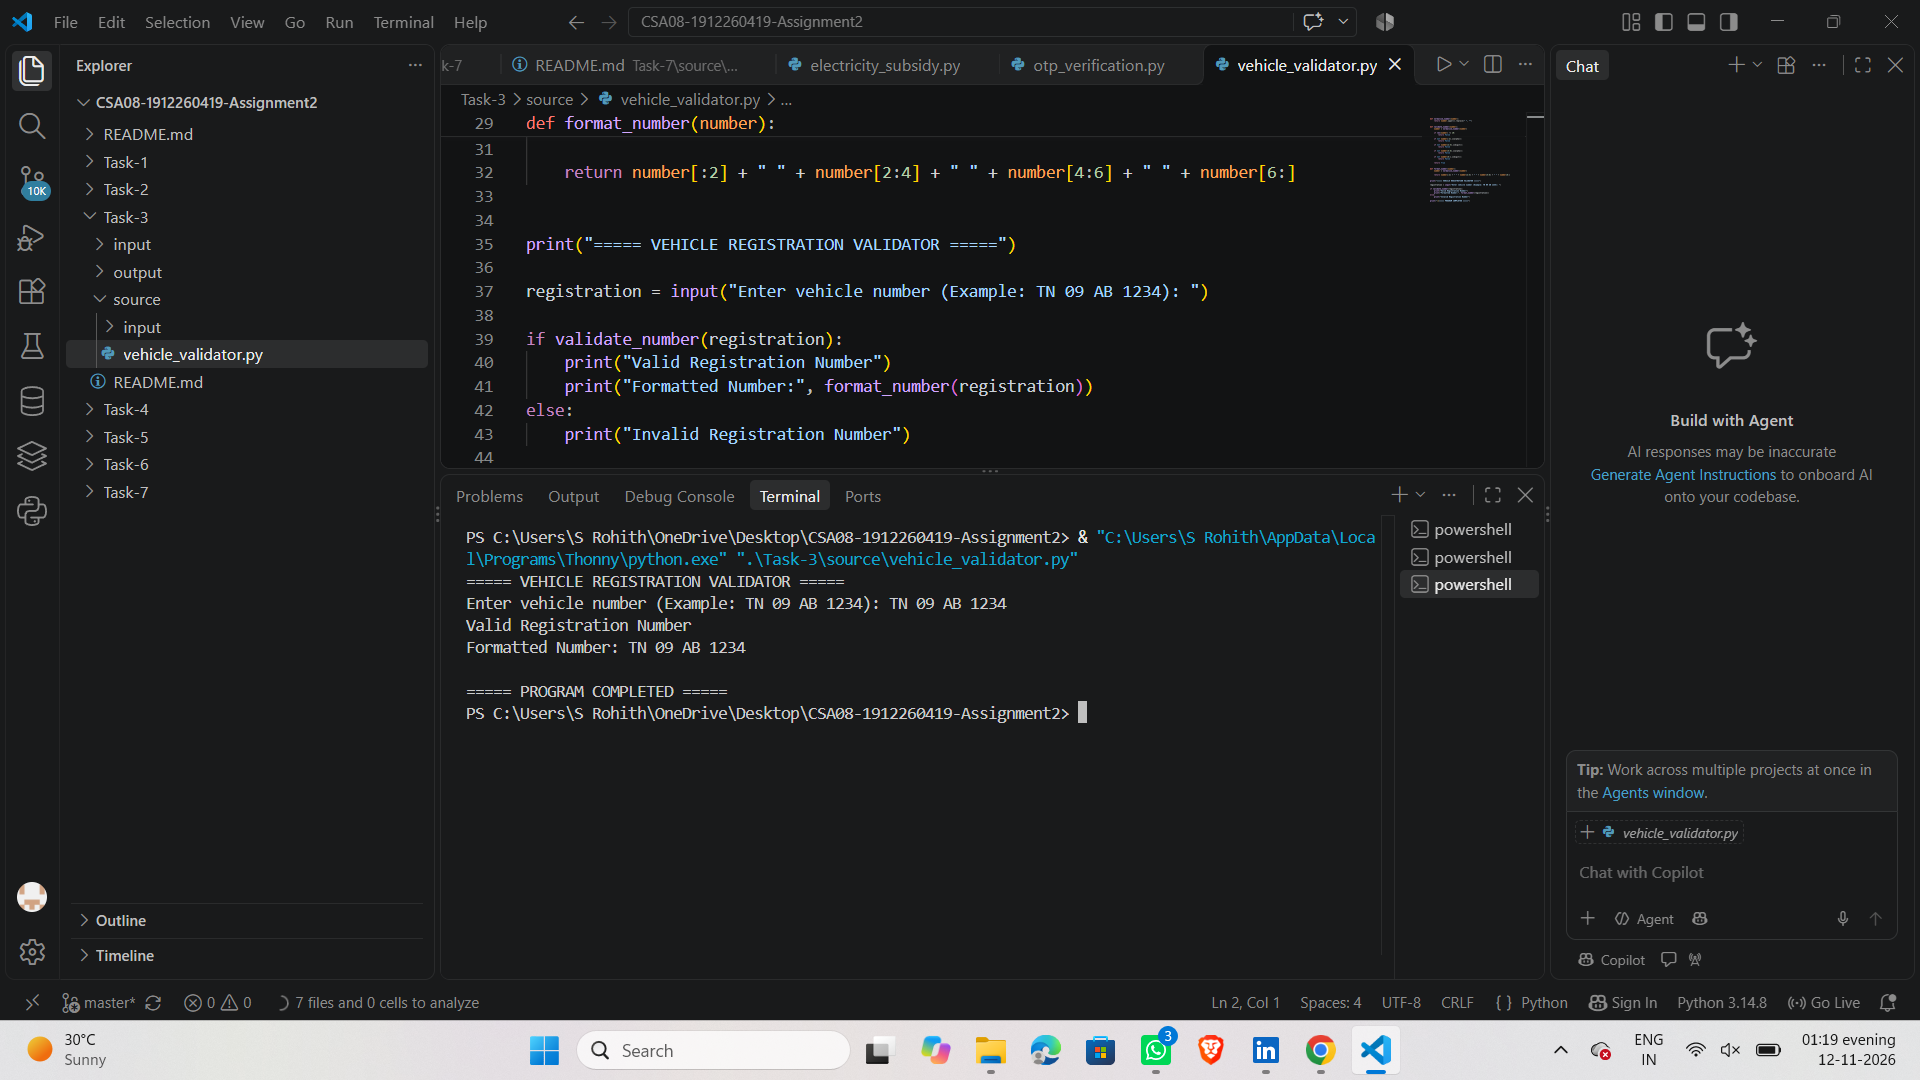 File Edit Selection View Go Run Terminal Help
CSA08-1912260419-Assignment2
Explorer
CSA08-1912260419-Assignment2
README.md
Task-1
Task-2
Task-3
input
output
source
input
vehicle_validator.py
README.md
Task-4
Task-5
Task-6
Task-7
Outline
Timeline
10K
k-7 README.md Task-7\source\... electricity_subsidy.py otp_verification.py vehicle_validator.py
Task-3 > source > vehicle_validator.py > ...
29 def format_number(number):
31
32 return number[:2] + " " + number[2:4] + " " + number[4:6] + " " + number[6:]
33
34
35 print("===== VEHICLE REGISTRATION VALIDATOR =====")
36
37 registration = input("Enter vehicle number (Example: TN 09 AB 1234): ")
38
39 if validate_number(registration):
40 print("Valid Registration Number")
41 print("Formatted Number:", format_number(registration))
42 else:
43 print("Invalid Registration Number")
44
Problems Output Debug Console Terminal Ports
PS C:\Users\S Rohith\OneDrive\Desktop\CSA08-1912260419-Assignment2> & "C:\Users\S Rohith\AppData\Loca
l\Programs\Thonny\python.exe" ".\Task-3\source\vehicle_validator.py"
===== VEHICLE REGISTRATION VALIDATOR =====
Enter vehicle number (Example: TN 09 AB 1234): TN 09 AB 1234
Valid Registration Number
Formatted Number: TN 09 AB 1234
===== PROGRAM COMPLETED =====
PS C:\Users\S Rohith\OneDrive\Desktop\CSA08-1912260419-Assignment2>
powershell
powershell
powershell
Chat
Build with Agent
AI responses may be inaccurate
Generate Agent Instructions to onboard AI
onto your codebase.
Tip: Work across multiple projects at once in
the Agents window.
vehicle_validator.py
Chat with Copilot
Agent
Copilot
master* 0 0 7 files and 0 cells to analyze
Ln 2, Col 1 Spaces: 4 UTF-8 CRLF { } Python Sign In Python 3.14.8 Go Live
30°C
Sunny
Search
3
ENG
IN
01:19 evening
12-11-2026